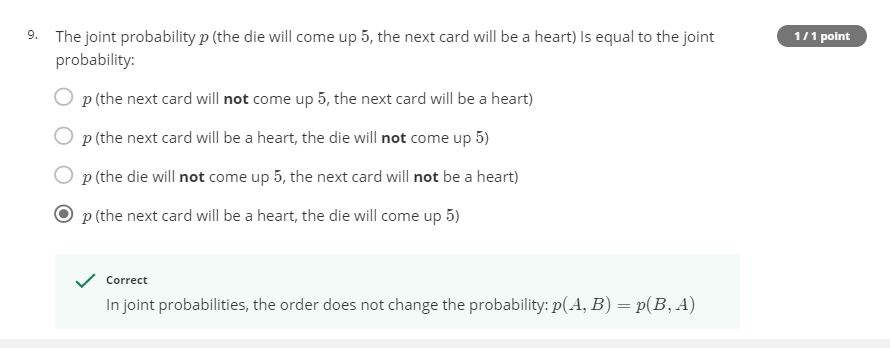 9. The joint probability p (the die will come up 5, the next card will be a heart) Is equal to the joint
probability:
1 / 1 point
p (the next card will not come up 5, the next card will be a heart)
p (the next card will be a heart, the die will not come up 5)
p (the die will not come up 5, the next card will not be a heart)
p (the next card will be a heart, the die will come up 5)
Correct
In joint probabilities, the order does not change the probability: p(A, B) = p(B, A)